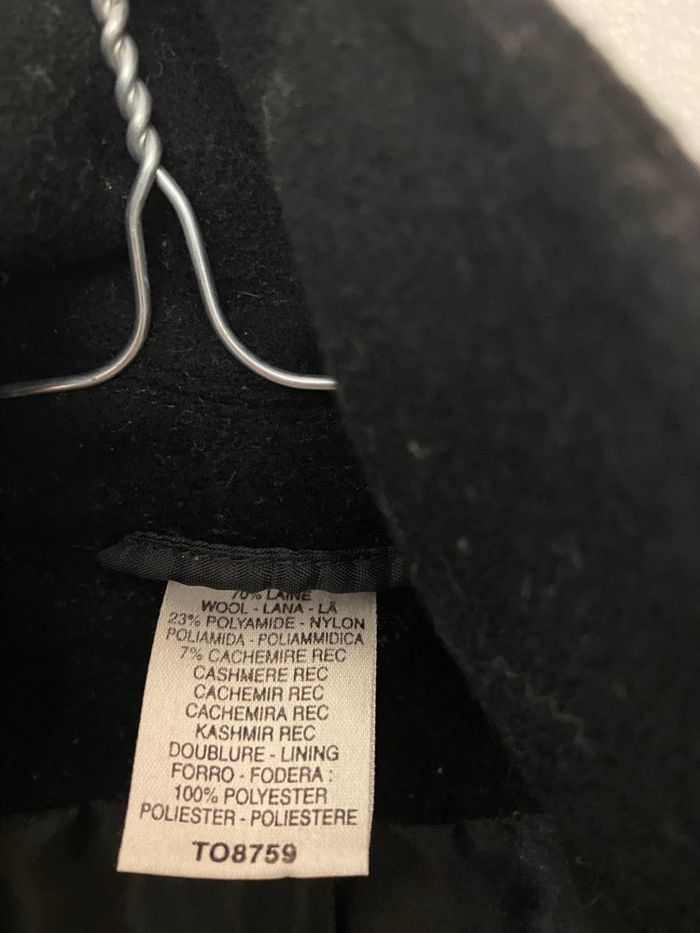 70% LAINE
WOOL - LANA - LÄ
23% POLYAMIDE - NYLON
POLIAMIDA - POLIAMMIDICA
7% CACHEMIRE REC
CASHMERE REC
CACHEMIR REC
CACHEMIRA REC
KASHMIR REC
DOUBLURE - LINING
FORRO - FODERA :
100% POLYESTER
POLIESTER - POLIESTERE
TO8759